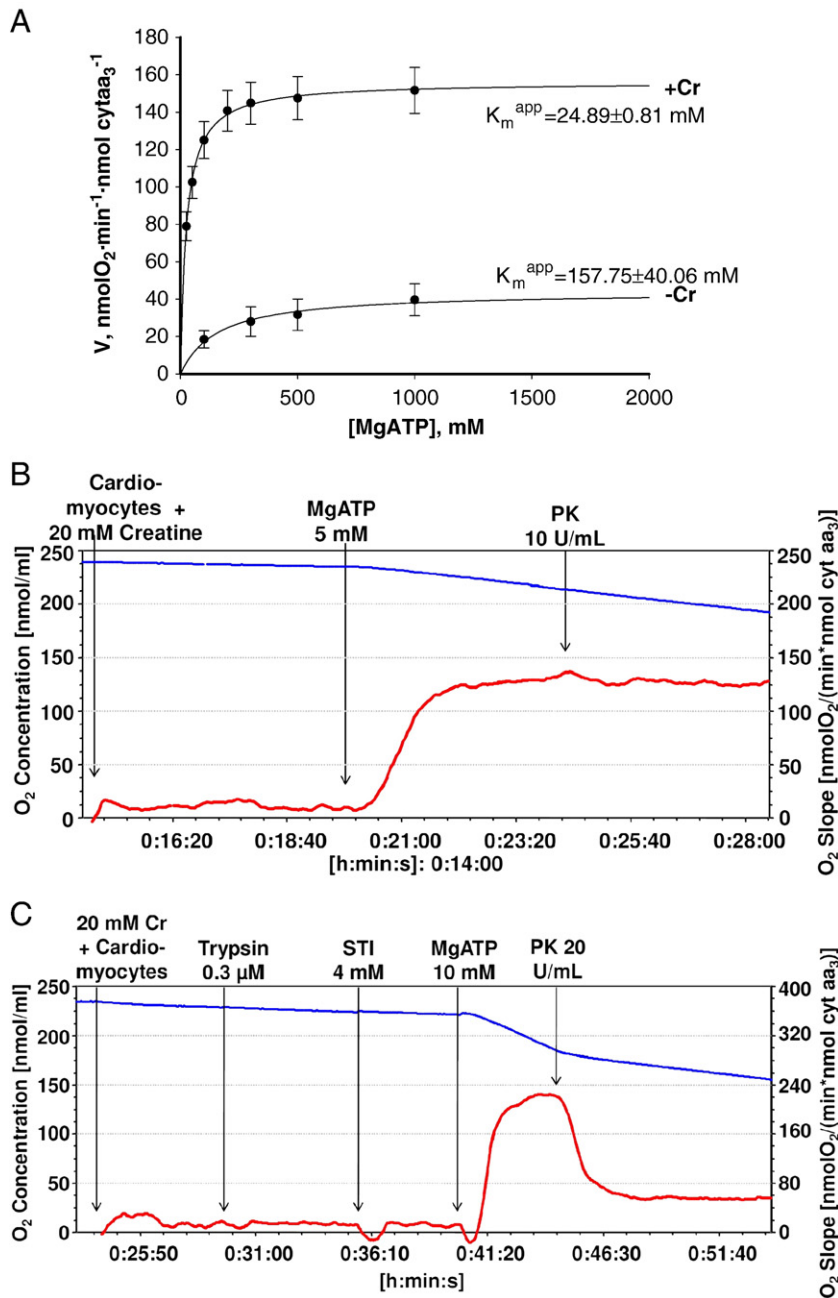 A
180
160
140
120
100
80
60
40
20
0
V, nmolO2·min-1·nmol cytaa3-1
+Cr
Km app=24.89±0.81 mM
Km app=157.75±40.06 mM
-Cr
0 500 1000 1500 2000
[MgATP], mM
B
Cardio-
myocytes +
20 mM Creatine
MgATP
5 mM
PK
10 U/mL
250
200
150
100
50
0
O2 Concentration [nmol/ml]
250
200
150
100
50
0
O2 Slope [nmolO2/(min*nmol cyt aa3)]
0:16:20 0:18:40 0:21:00 0:23:20 0:25:40 0:28:00
[h:min:s]: 0:14:00
C
20 mM Cr
+ Cardio-
myocytes
Trypsin
0.3 µM
STI
4 mM
MgATP
10 mM
PK 20
U/mL
250
200
150
100
50
0
O2 Concentration [nmol/ml]
400
320
240
160
80
0
O2 Slope [nmolO2/(min*nmol cyt aa3)]
0:25:50 0:31:00 0:36:10 0:41:20 0:46:30 0:51:40
[h:min:s]